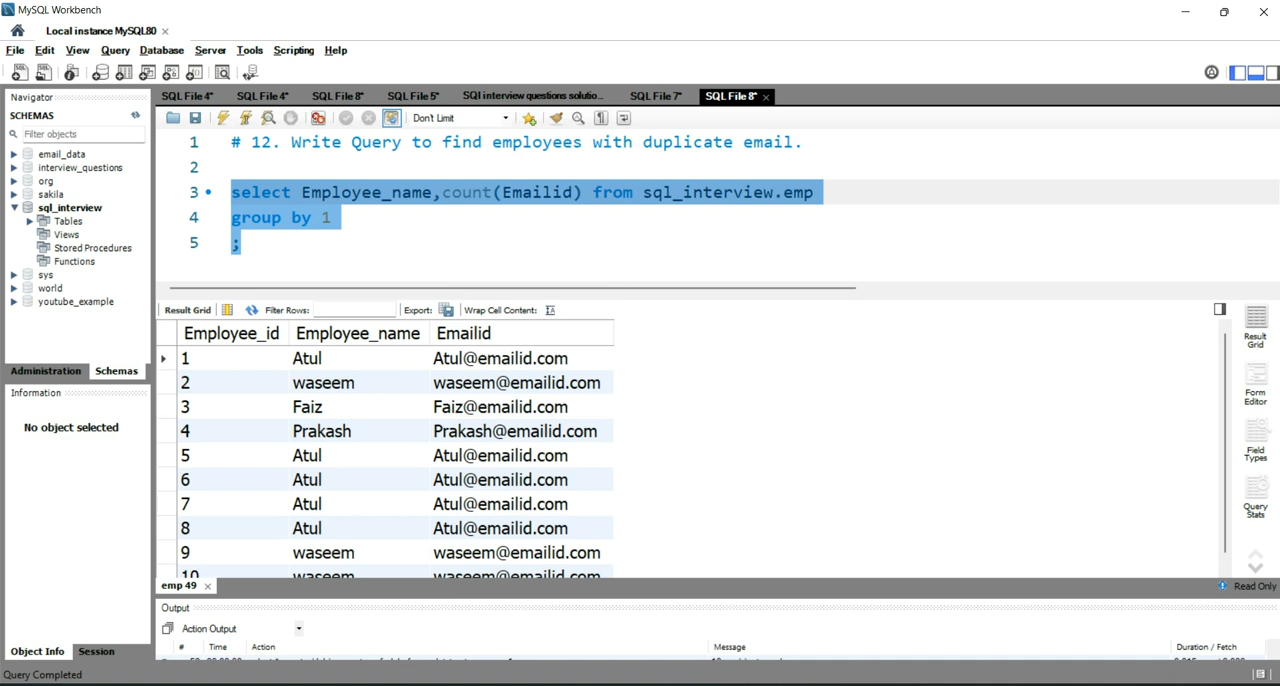 MySQL Workbench
Local instance MySQL80
File Edit View Query Database Server Tools Scripting Help
Navigator
SCHEMAS
Filter objects
email_data
interview_questions
org
sakila
sql_interview
Tables
Views
Stored Procedures
Functions
sys
world
youtube_example
Administration Schemas
Information
No object selected
Object Info Session
Query Completed
SQL File 4* SQL File 4* SQL File 8* SQL File 5* SQl interview questions solutio... SQL File 7* SQL File 8*
Don't Limit
1 # 12. Write Query to find employees with duplicate email.
2
3 select Employee_name,count(Emailid) from sql_interview.emp
4 group by 1
5 ;
Result Grid Filter Rows: Export: Wrap Cell Content:
Employee_id Employee_name Emailid
1 Atul Atul@emailid.com
2 waseem waseem@emailid.com
3 Faiz Faiz@emailid.com
4 Prakash Prakash@emailid.com
5 Atul Atul@emailid.com
6 Atul Atul@emailid.com
7 Atul Atul@emailid.com
8 Atul Atul@emailid.com
9 waseem waseem@emailid.com
10 waseem waseem@emailid.com
Result Grid
Form Editor
Field Types
Query Stats
emp 49
Read Only
Output
Action Output
# Time Action Message Duration / Fetch